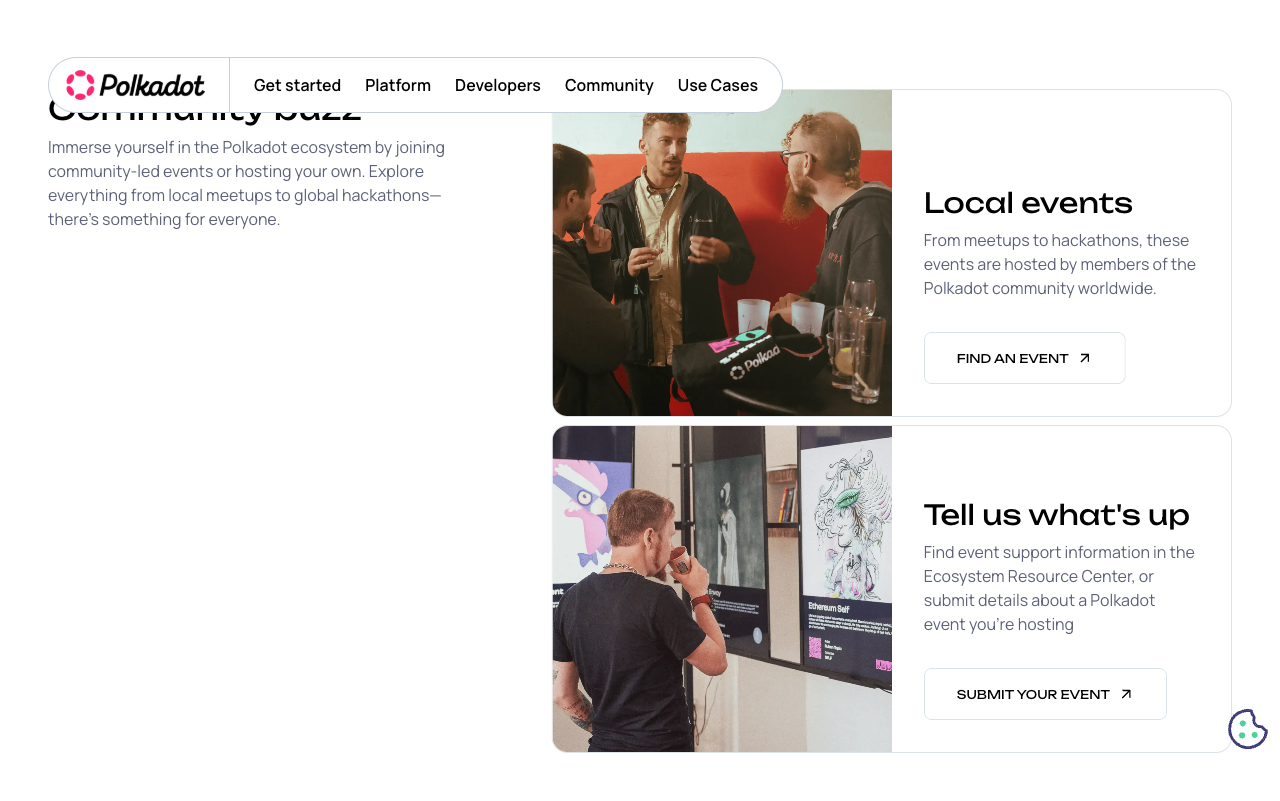 Polkadot
Get started
Platform
Developers
Community
Use Cases
Community buzz
Immerse yourself in the Polkadot ecosystem by joining
community-led events or hosting your own. Explore
everything from local meetups to global hackathons—
there's something for everyone.
Polkad
Local events
From meetups to hackathons, these
events are hosted by members of the
Polkadot community worldwide.
FIND AN EVENT
Ethereum Self
Tell us what's up
Find event support information in the
Ecosystem Resource Center, or
submit details about a Polkadot
event you're hosting
SUBMIT YOUR EVENT